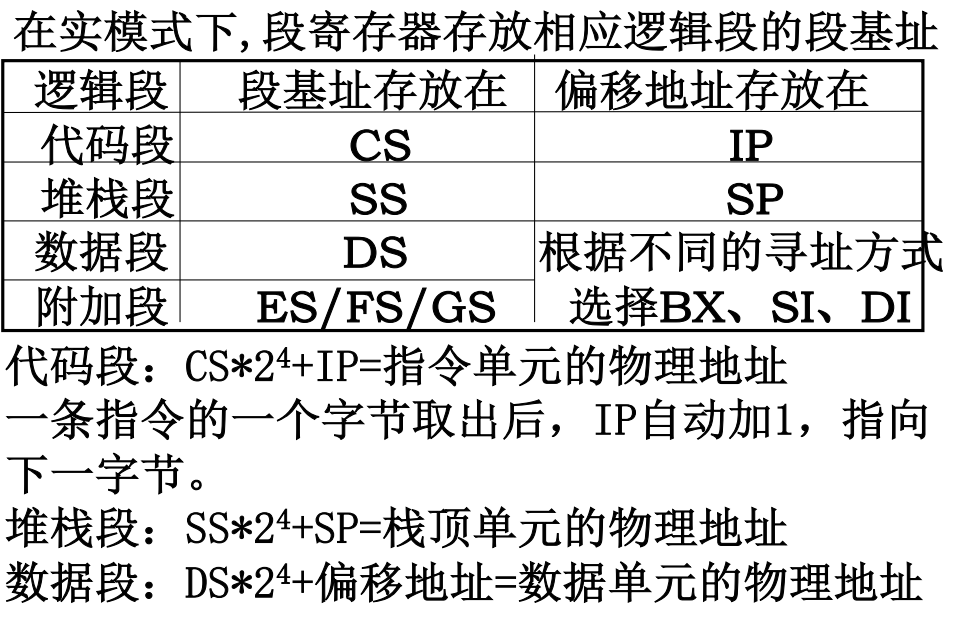 在实模式下,段寄存器存放相应逻辑段的段基址
逻辑段 段基址存放在 偏移地址存放在
代码段 CS IP
堆栈段 SS SP
数据段 DS 根据不同的寻址方式
附加段 ES/FS/GS 选择BX、SI、DI
代码段：CS*2⁴+IP=指令单元的物理地址
一条指令的一个字节取出后，IP自动加1，指向
下一字节。
堆栈段：SS*2⁴+SP=栈顶单元的物理地址
数据段：DS*2⁴+偏移地址=数据单元的物理地址